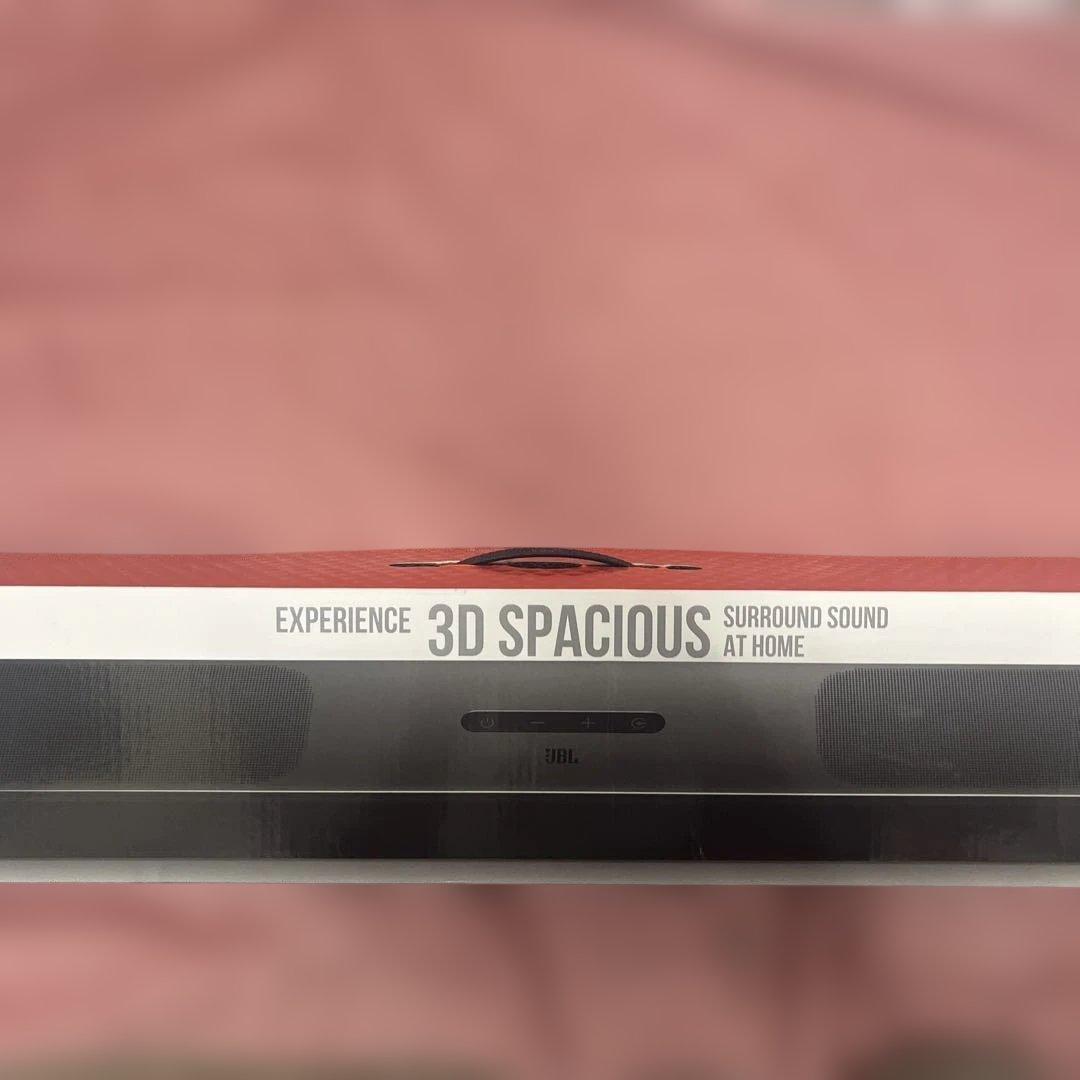 EXPERIENCE 3D SPACIOUS SURROUND SOUND
AT HOME
JBL